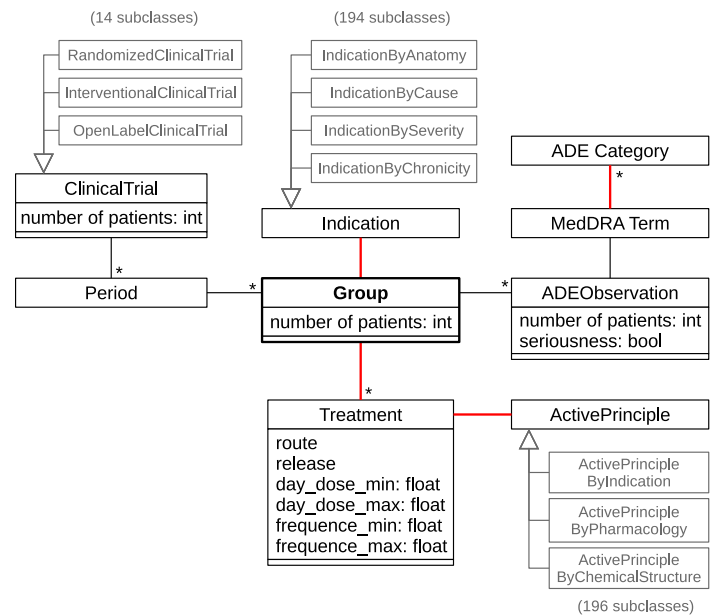 (14 subclasses)
RandomizedClinicalTrial
InterventionalClinicalTrial
OpenLabelClinicalTrial
(194 subclasses)
IndicationByAnatomy
IndicationByCause
IndicationBySeverity
IndicationByChronicity
ADE Category
*
ClinicalTrial
number of patients: int
Indication
MedDRA Term
*
Period
*
Group
number of patients: int
*
ADEObservation
number of patients: int
seriousness: bool
*
Treatment
route
release
day_dose_min: float
day_dose_max: float
frequence_min: float
frequence_max: float
ActivePrinciple
ActivePrinciple
ByIndication
ActivePrinciple
ByPharmacology
ActivePrinciple
ByChemicalStructure
(196 subclasses)